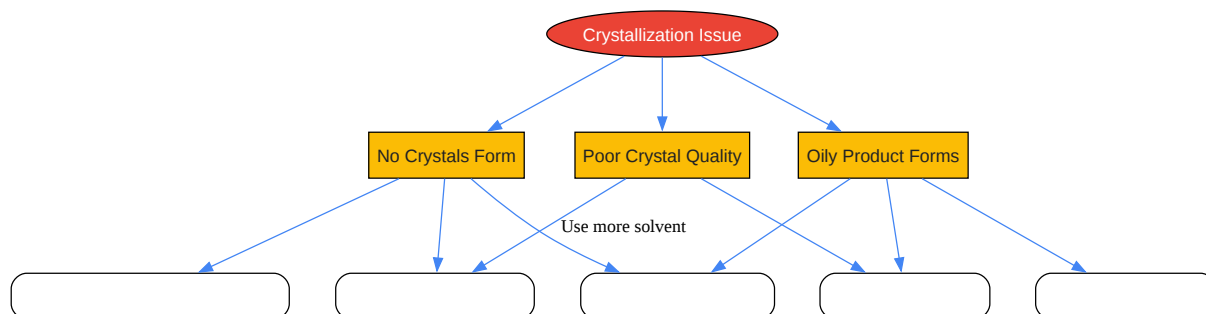 Crystallization Issue
No Crystals Form
Poor Crystal Quality
Oily Product Forms
Use more solvent